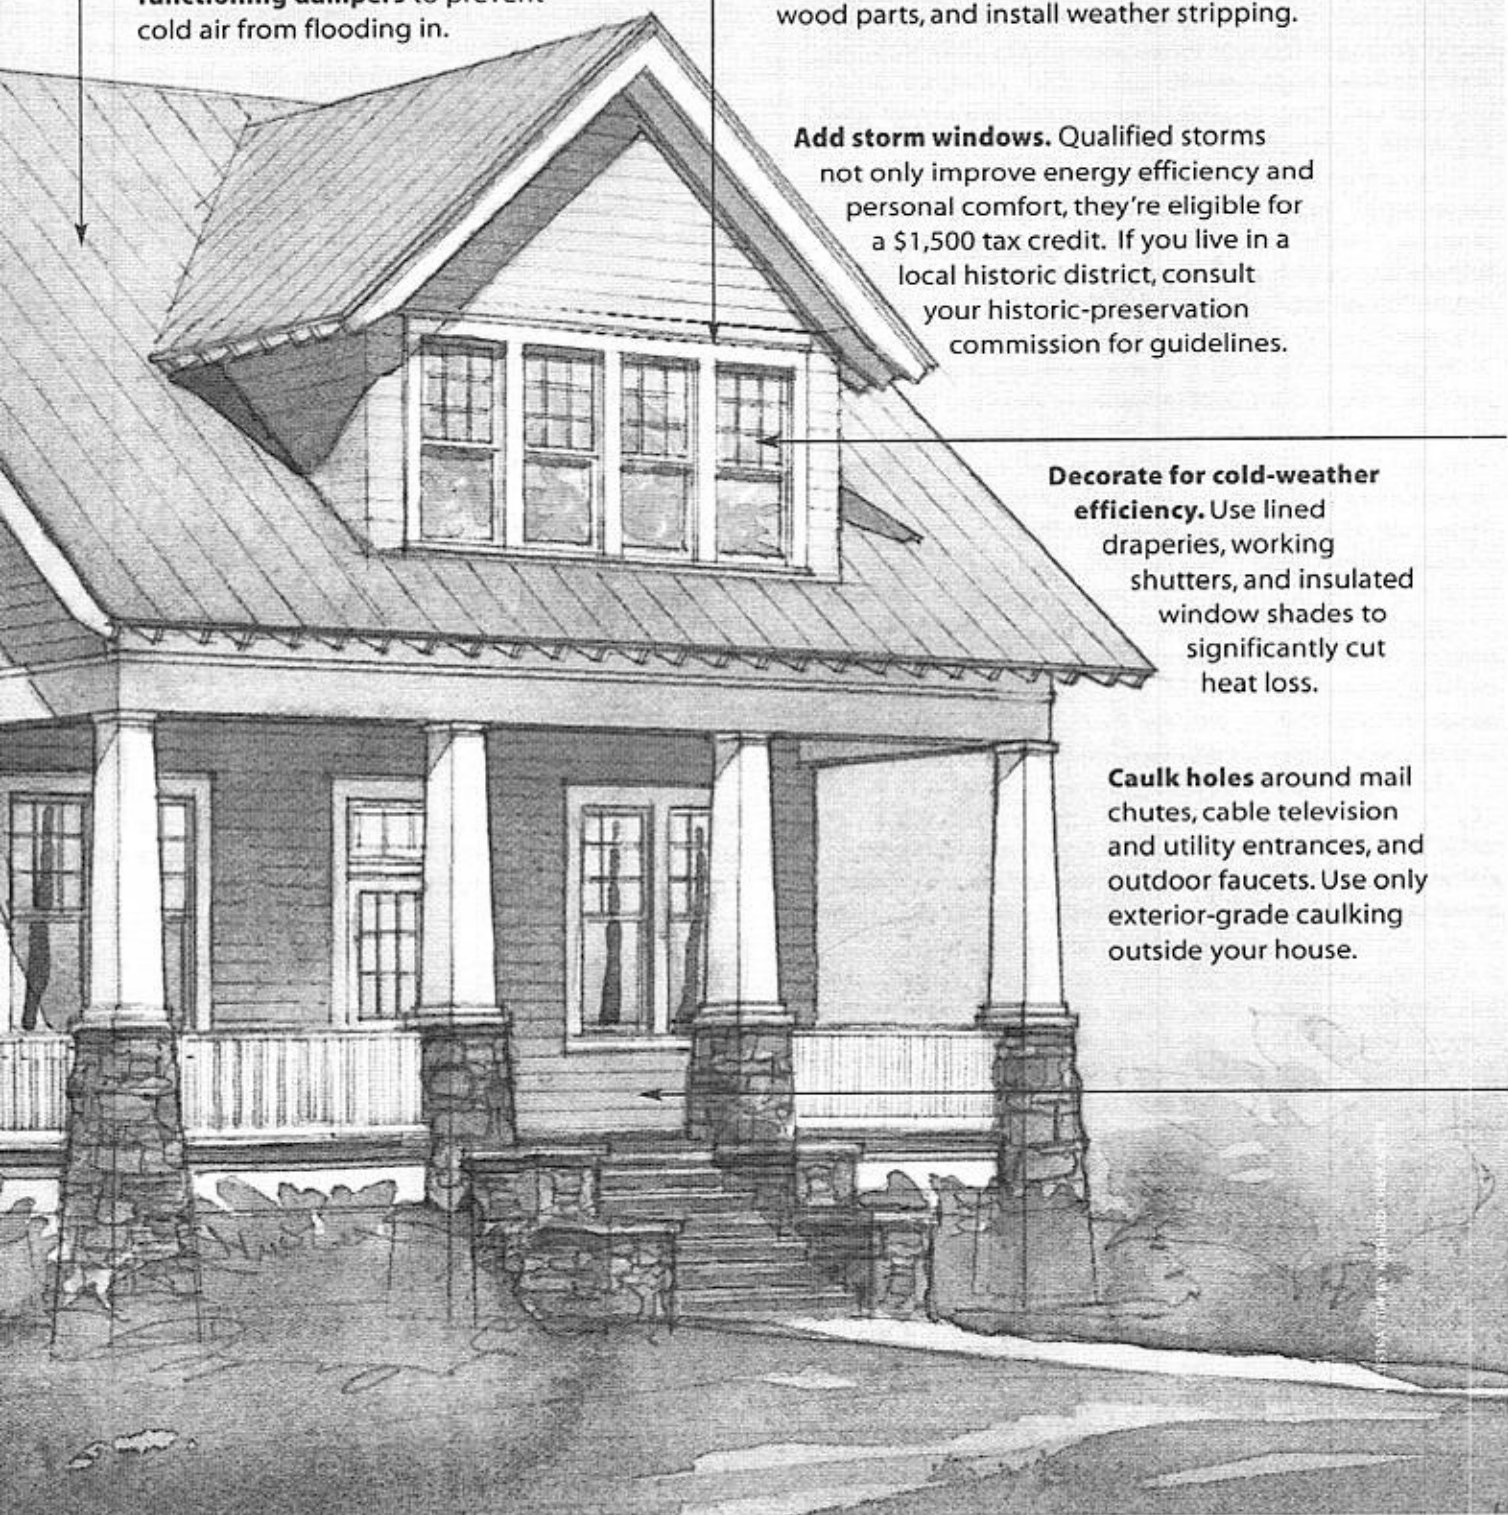 functioning dampers to prevent
cold air from flooding in.
wood parts, and install weather stripping.
Add storm windows. Qualified storms
not only improve energy efficiency and
personal comfort, they're eligible for
a $1,500 tax credit. If you live in a
local historic district, consult
your historic-preservation
commission for guidelines.
Decorate for cold-weather
efficiency. Use lined
draperies, working
shutters, and insulated
window shades to
significantly cut
heat loss.
Caulk holes around mail
chutes, cable television
and utility entrances, and
outdoor faucets. Use only
exterior-grade caulking
outside your house.